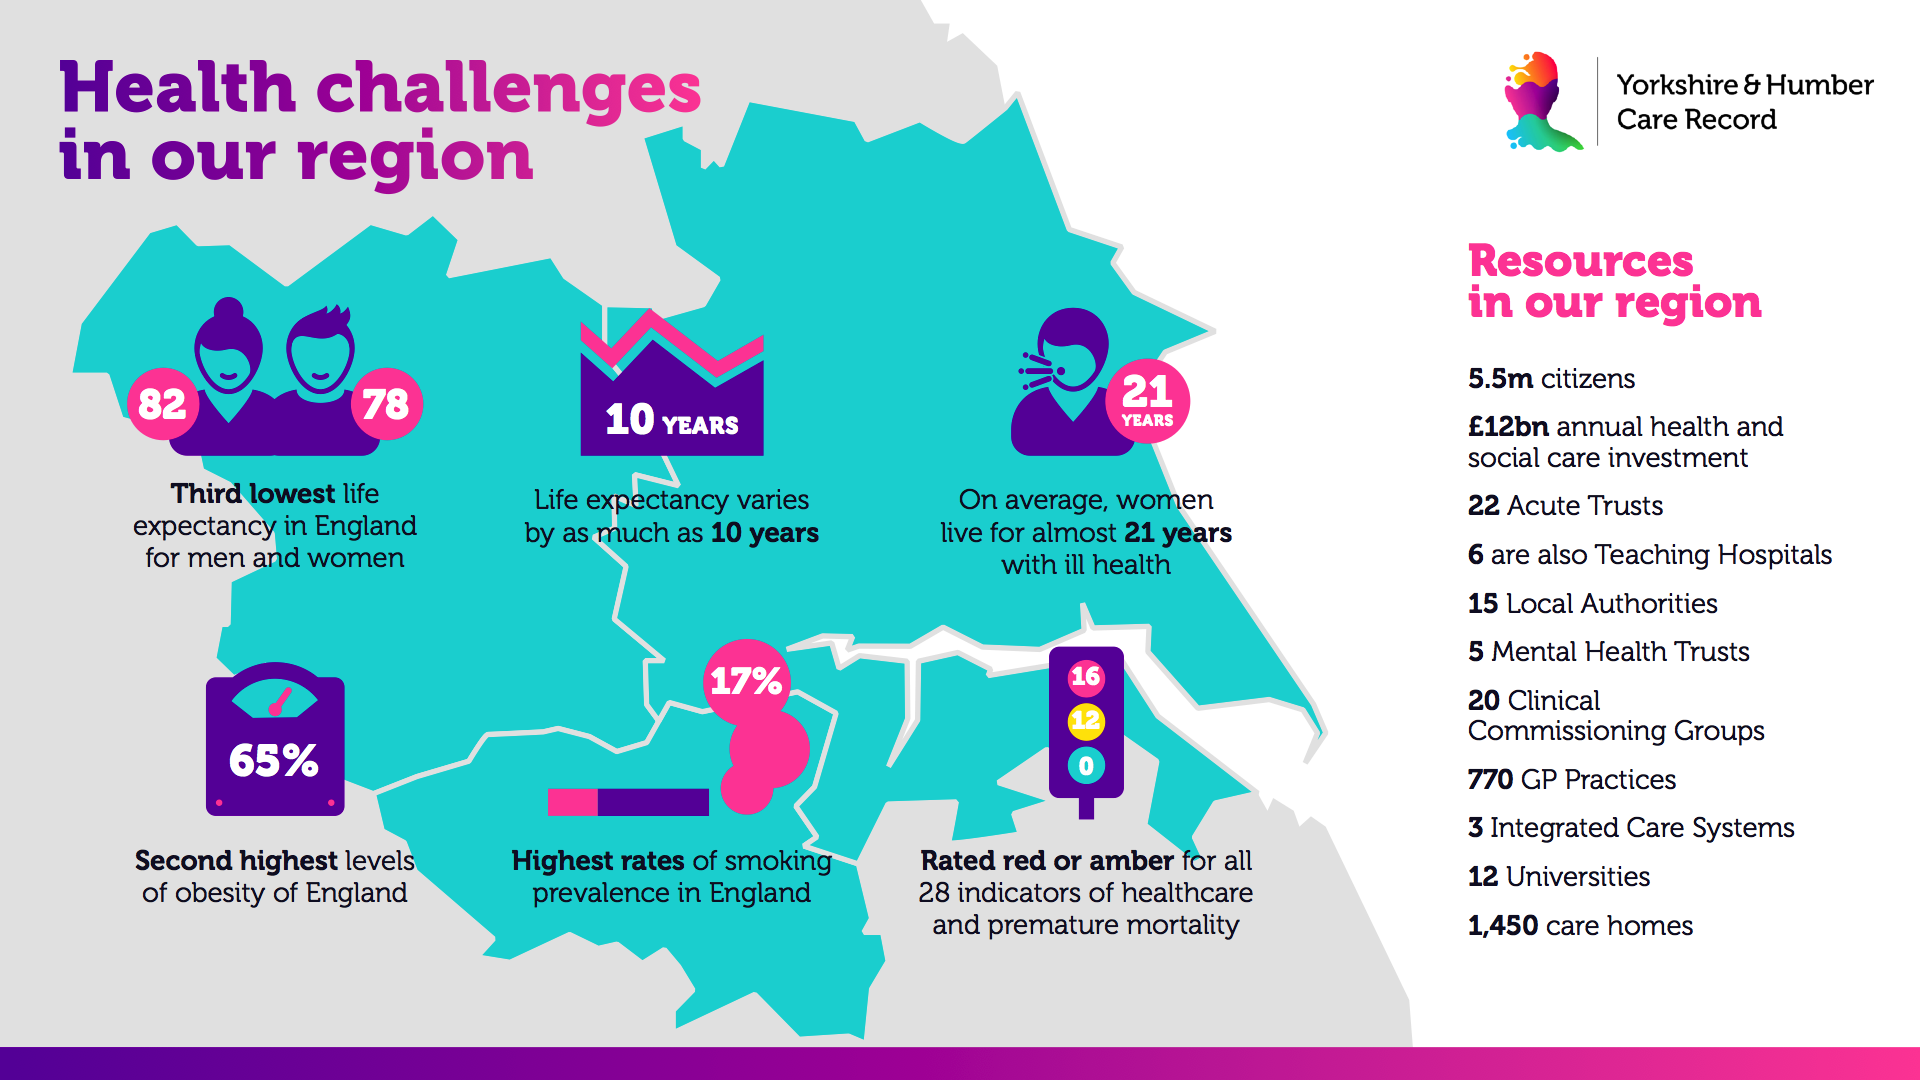 Health challenges
in our region
Yorkshire & Humber
Care Record
82
78
Third lowest life
expectancy in England
for men and women
10 YEARS
Life expectancy varies
by as much as 10 years
21
YEARS
On average, women
live for almost 21 years
with ill health
65%
Second highest levels
of obesity of England
17%
Highest rates of smoking
prevalence in England
16
12
0
Rated red or amber for all
28 indicators of healthcare
and premature mortality
Resources
in our region
5.5m citizens
£12bn annual health and
social care investment
22 Acute Trusts
6 are also Teaching Hospitals
15 Local Authorities
5 Mental Health Trusts
20 Clinical
Commissioning Groups
770 GP Practices
3 Integrated Care Systems
12 Universities
1,450 care homes